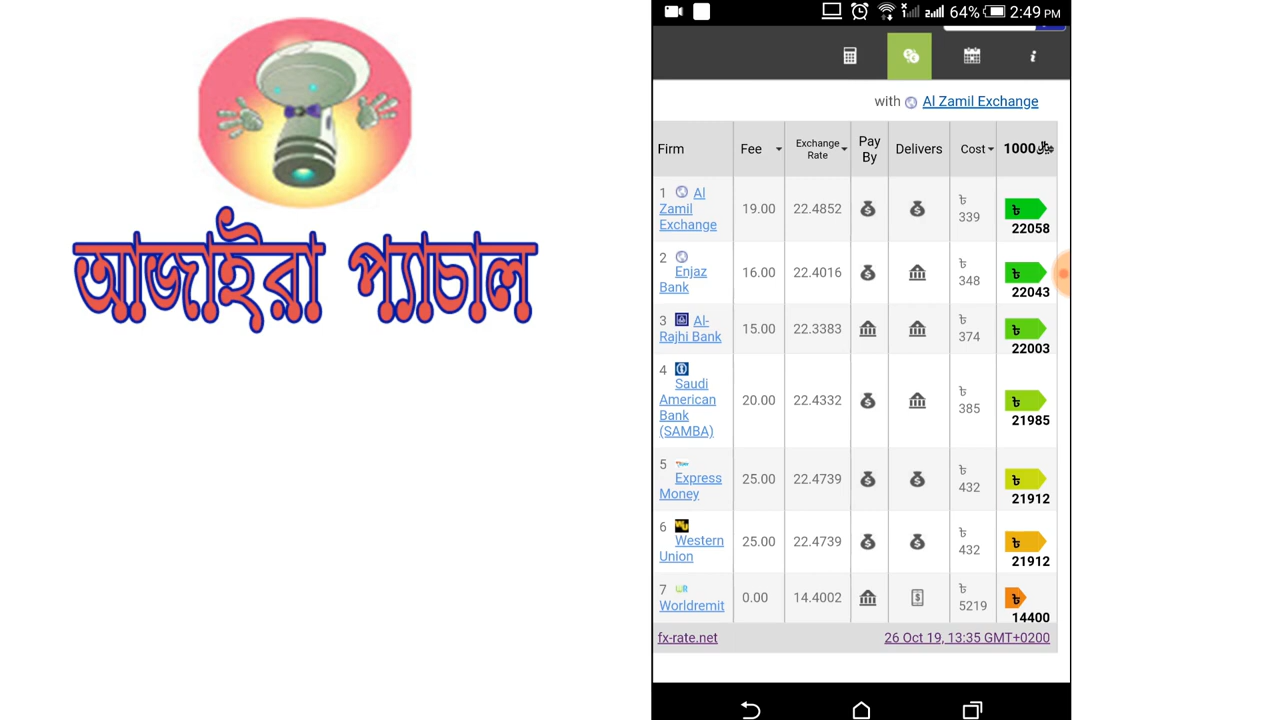 আজাইরা প্যাচাল
64% 2:49 PM
with Al Zamil Exchange
Firm Fee Exchange Rate Pay By Delivers Cost 1000﷼
1 Al Zamil Exchange 19.00 22.4852 ৳ 339 ৳ 22058
2 Enjaz Bank 16.00 22.4016 ৳ 348 ৳ 22043
3 Al-Rajhi Bank 15.00 22.3383 ৳ 374 ৳ 22003
4 Saudi American Bank (SAMBA) 20.00 22.4332 ৳ 385 ৳ 21985
5 Express Money 25.00 22.4739 ৳ 432 ৳ 21912
6 Western Union 25.00 22.4739 ৳ 432 ৳ 21912
7 Worldremit 0.00 14.4002 ৳ 5219 ৳ 14400
fx-rate.net 26 Oct 19, 13:35 GMT+0200